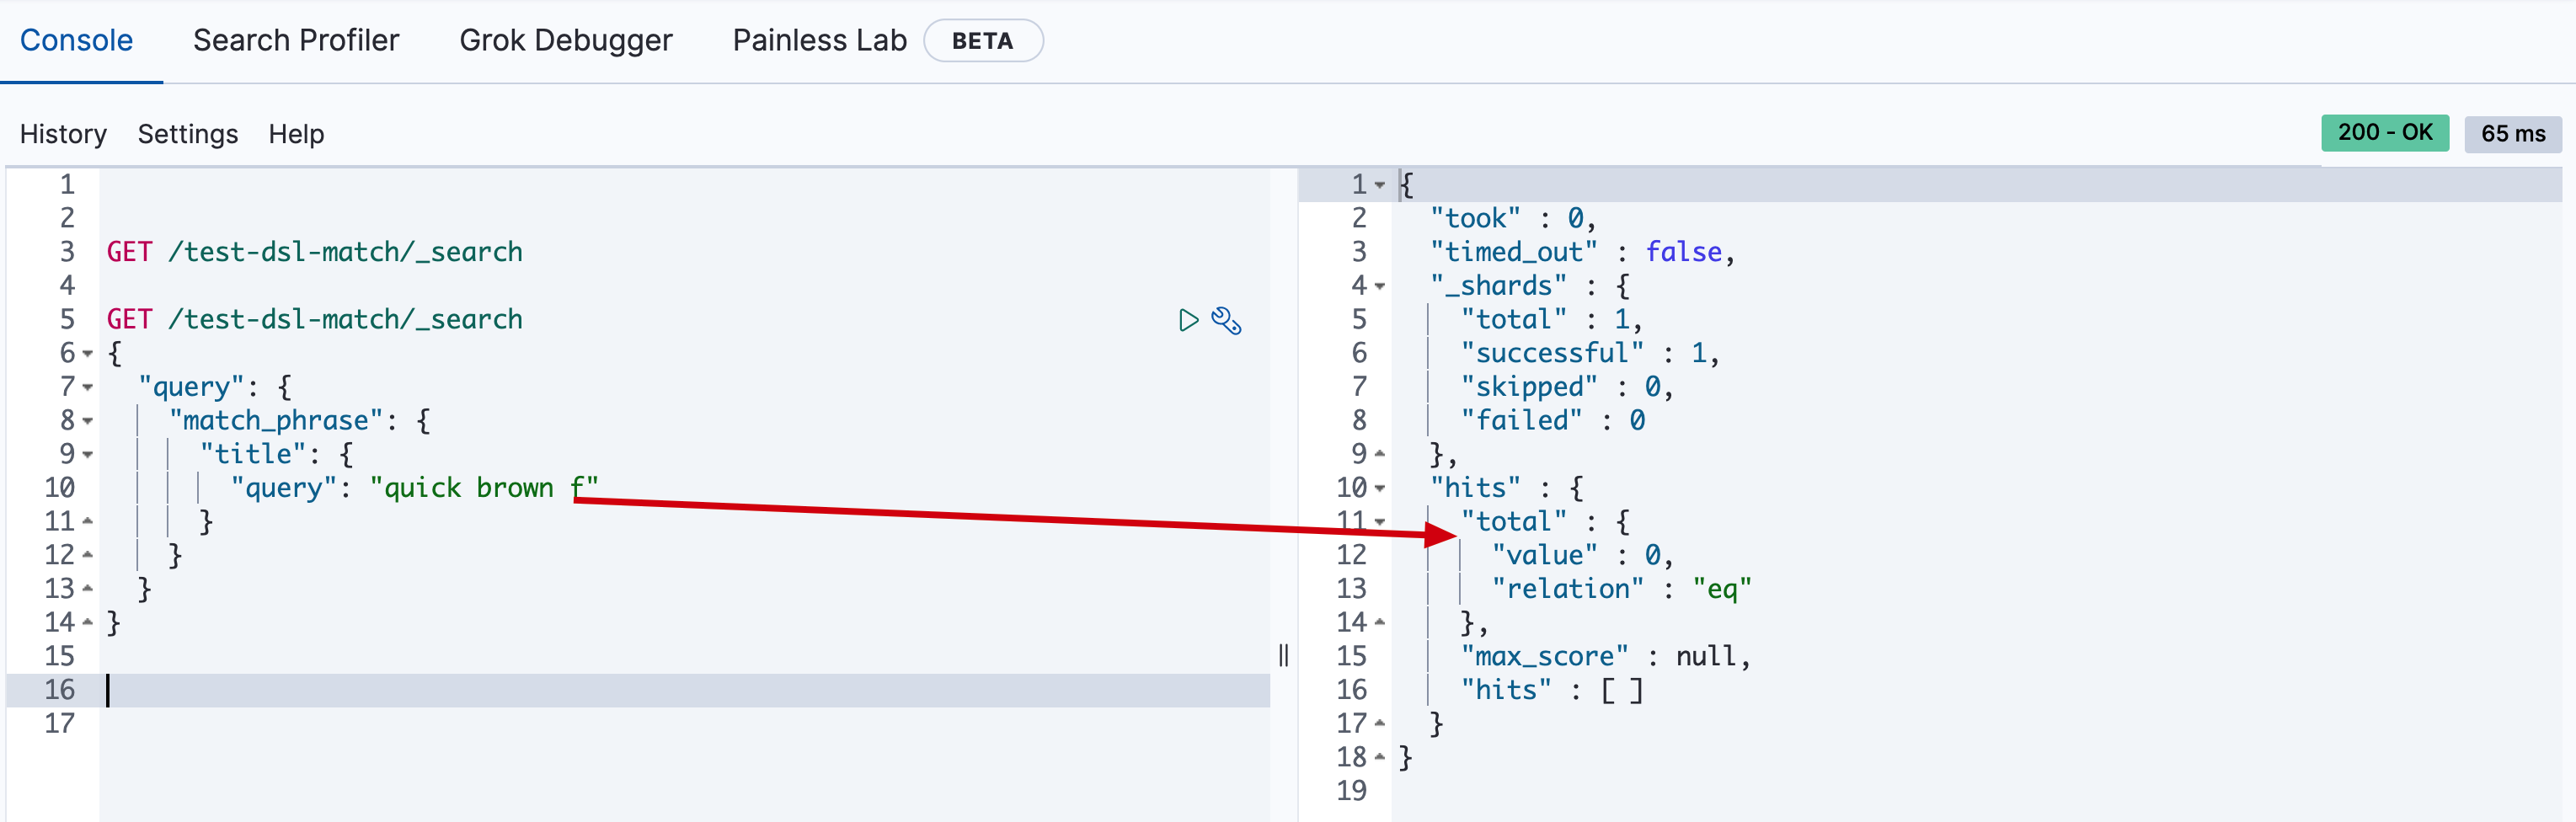 Console Search Profiler Grok Debugger Painless Lab BETA
History Settings Help 200 - OK 65 ms
1
2
3 GET /test-dsl-match/_search
4
5 GET /test-dsl-match/_search
6 {
7 "query": {
8 "match_phrase": {
9 "title": {
10 "query": "quick brown f"
11 }
12 }
13 }
14 }
15
16
17
1 {
2 "took" : 0,
3 "timed_out" : false,
4 "_shards" : {
5 "total" : 1,
6 "successful" : 1,
7 "skipped" : 0,
8 "failed" : 0
9 },
10 "hits" : {
11 "total" : {
12 "value" : 0,
13 "relation" : "eq"
14 },
15 "max_score" : null,
16 "hits" : [ ]
17 }
18 }
19